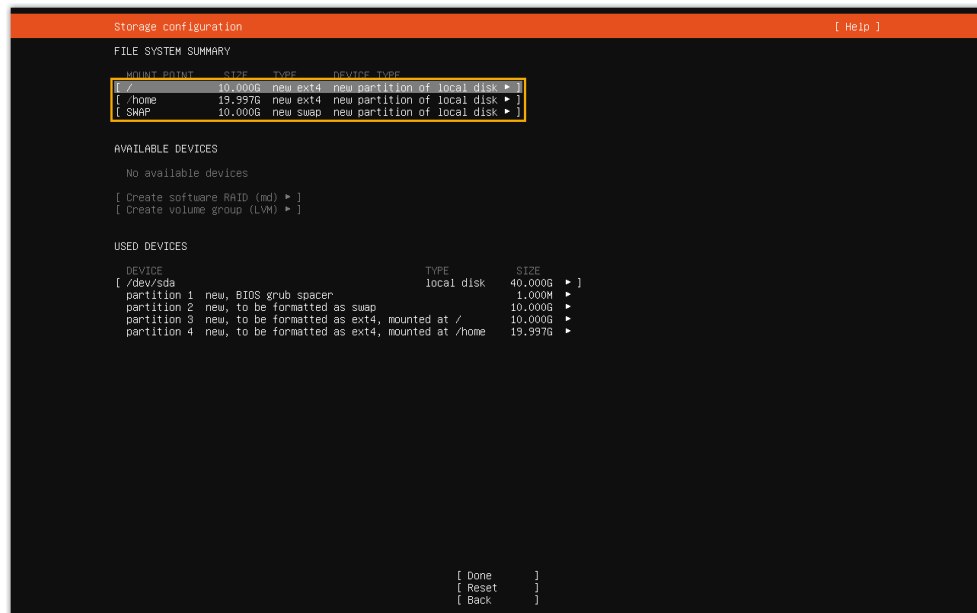 Storage configuration [ Help ]
FILE SYSTEM SUMMARY
MOUNT POINT SIZE TYPE DEVICE TYPE
[ / 10.000G new ext4 new partition of local disk ▸ ]
[ /home 19.997G new ext4 new partition of local disk ▸ ]
[ SWAP 10.000G new swap new partition of local disk ▸ ]
AVAILABLE DEVICES
No available devices
[ Create software RAID (md) ▸ ]
[ Create volume group (LVM) ▸ ]
USED DEVICES
DEVICE TYPE SIZE
[ /dev/sda local disk 40.000G ▸ ]
partition 1 new, BIOS grub spacer 1.000M ▸
partition 2 new, to be formatted as swap 10.000G ▸
partition 3 new, to be formatted as ext4, mounted at / 10.000G ▸
partition 4 new, to be formatted as ext4, mounted at /home 19.997G ▸
[ Done ]
[ Reset ]
[ Back ]